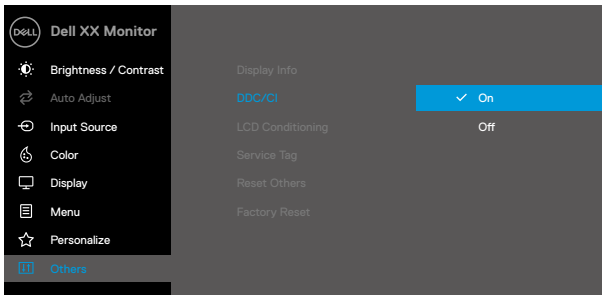 DELL
Dell XX Monitor
Brightness / Contrast
Auto Adjust
Input Source
Color
Display
Menu
Personalize
Others
Display Info
DDC/CI
LCD Conditioning
Service Tag
Reset Others
Factory Reset
On
Off